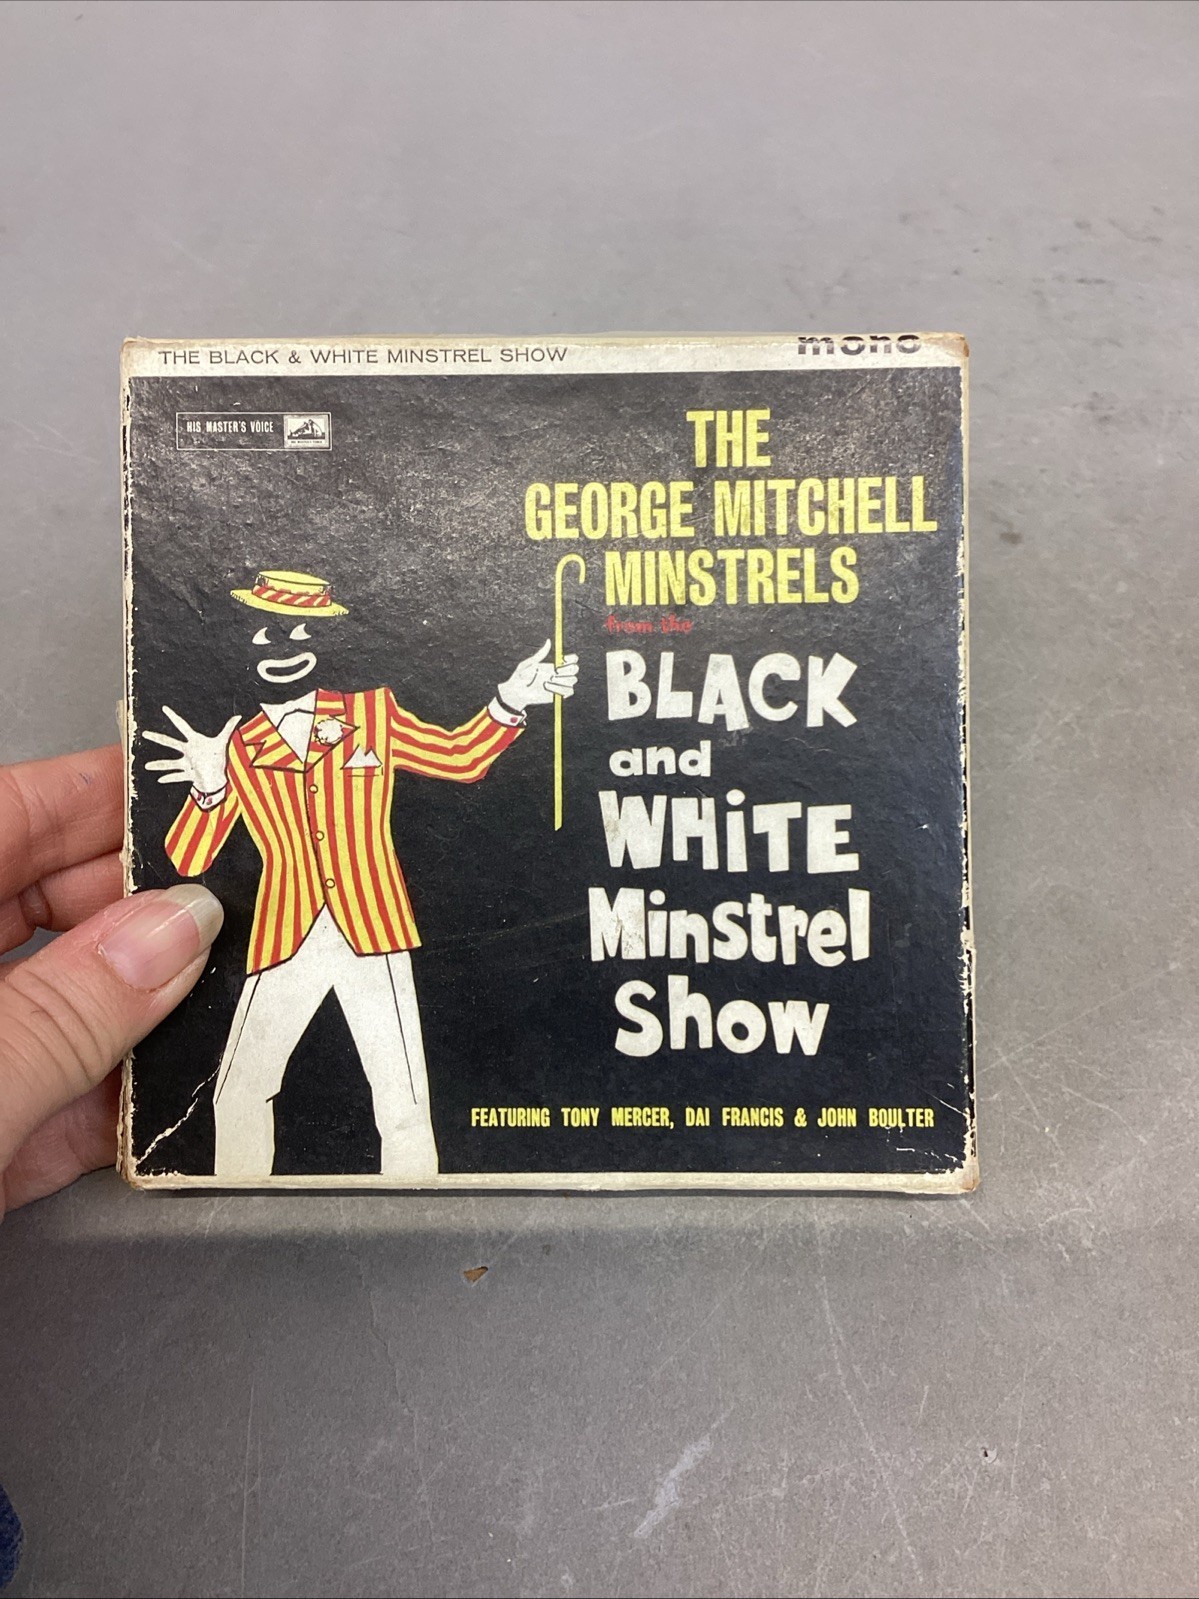 THE BLACK & WHITE MINSTREL SHOW
mono
HIS MASTER'S VOICE
THE
GEORGE MITCHELL
MINSTRELS
from the
BLACK
and
WHiTE
Minstrel
Show
FEATURING TONY MERCER, DAI FRANCIS & JOHN BOULTER